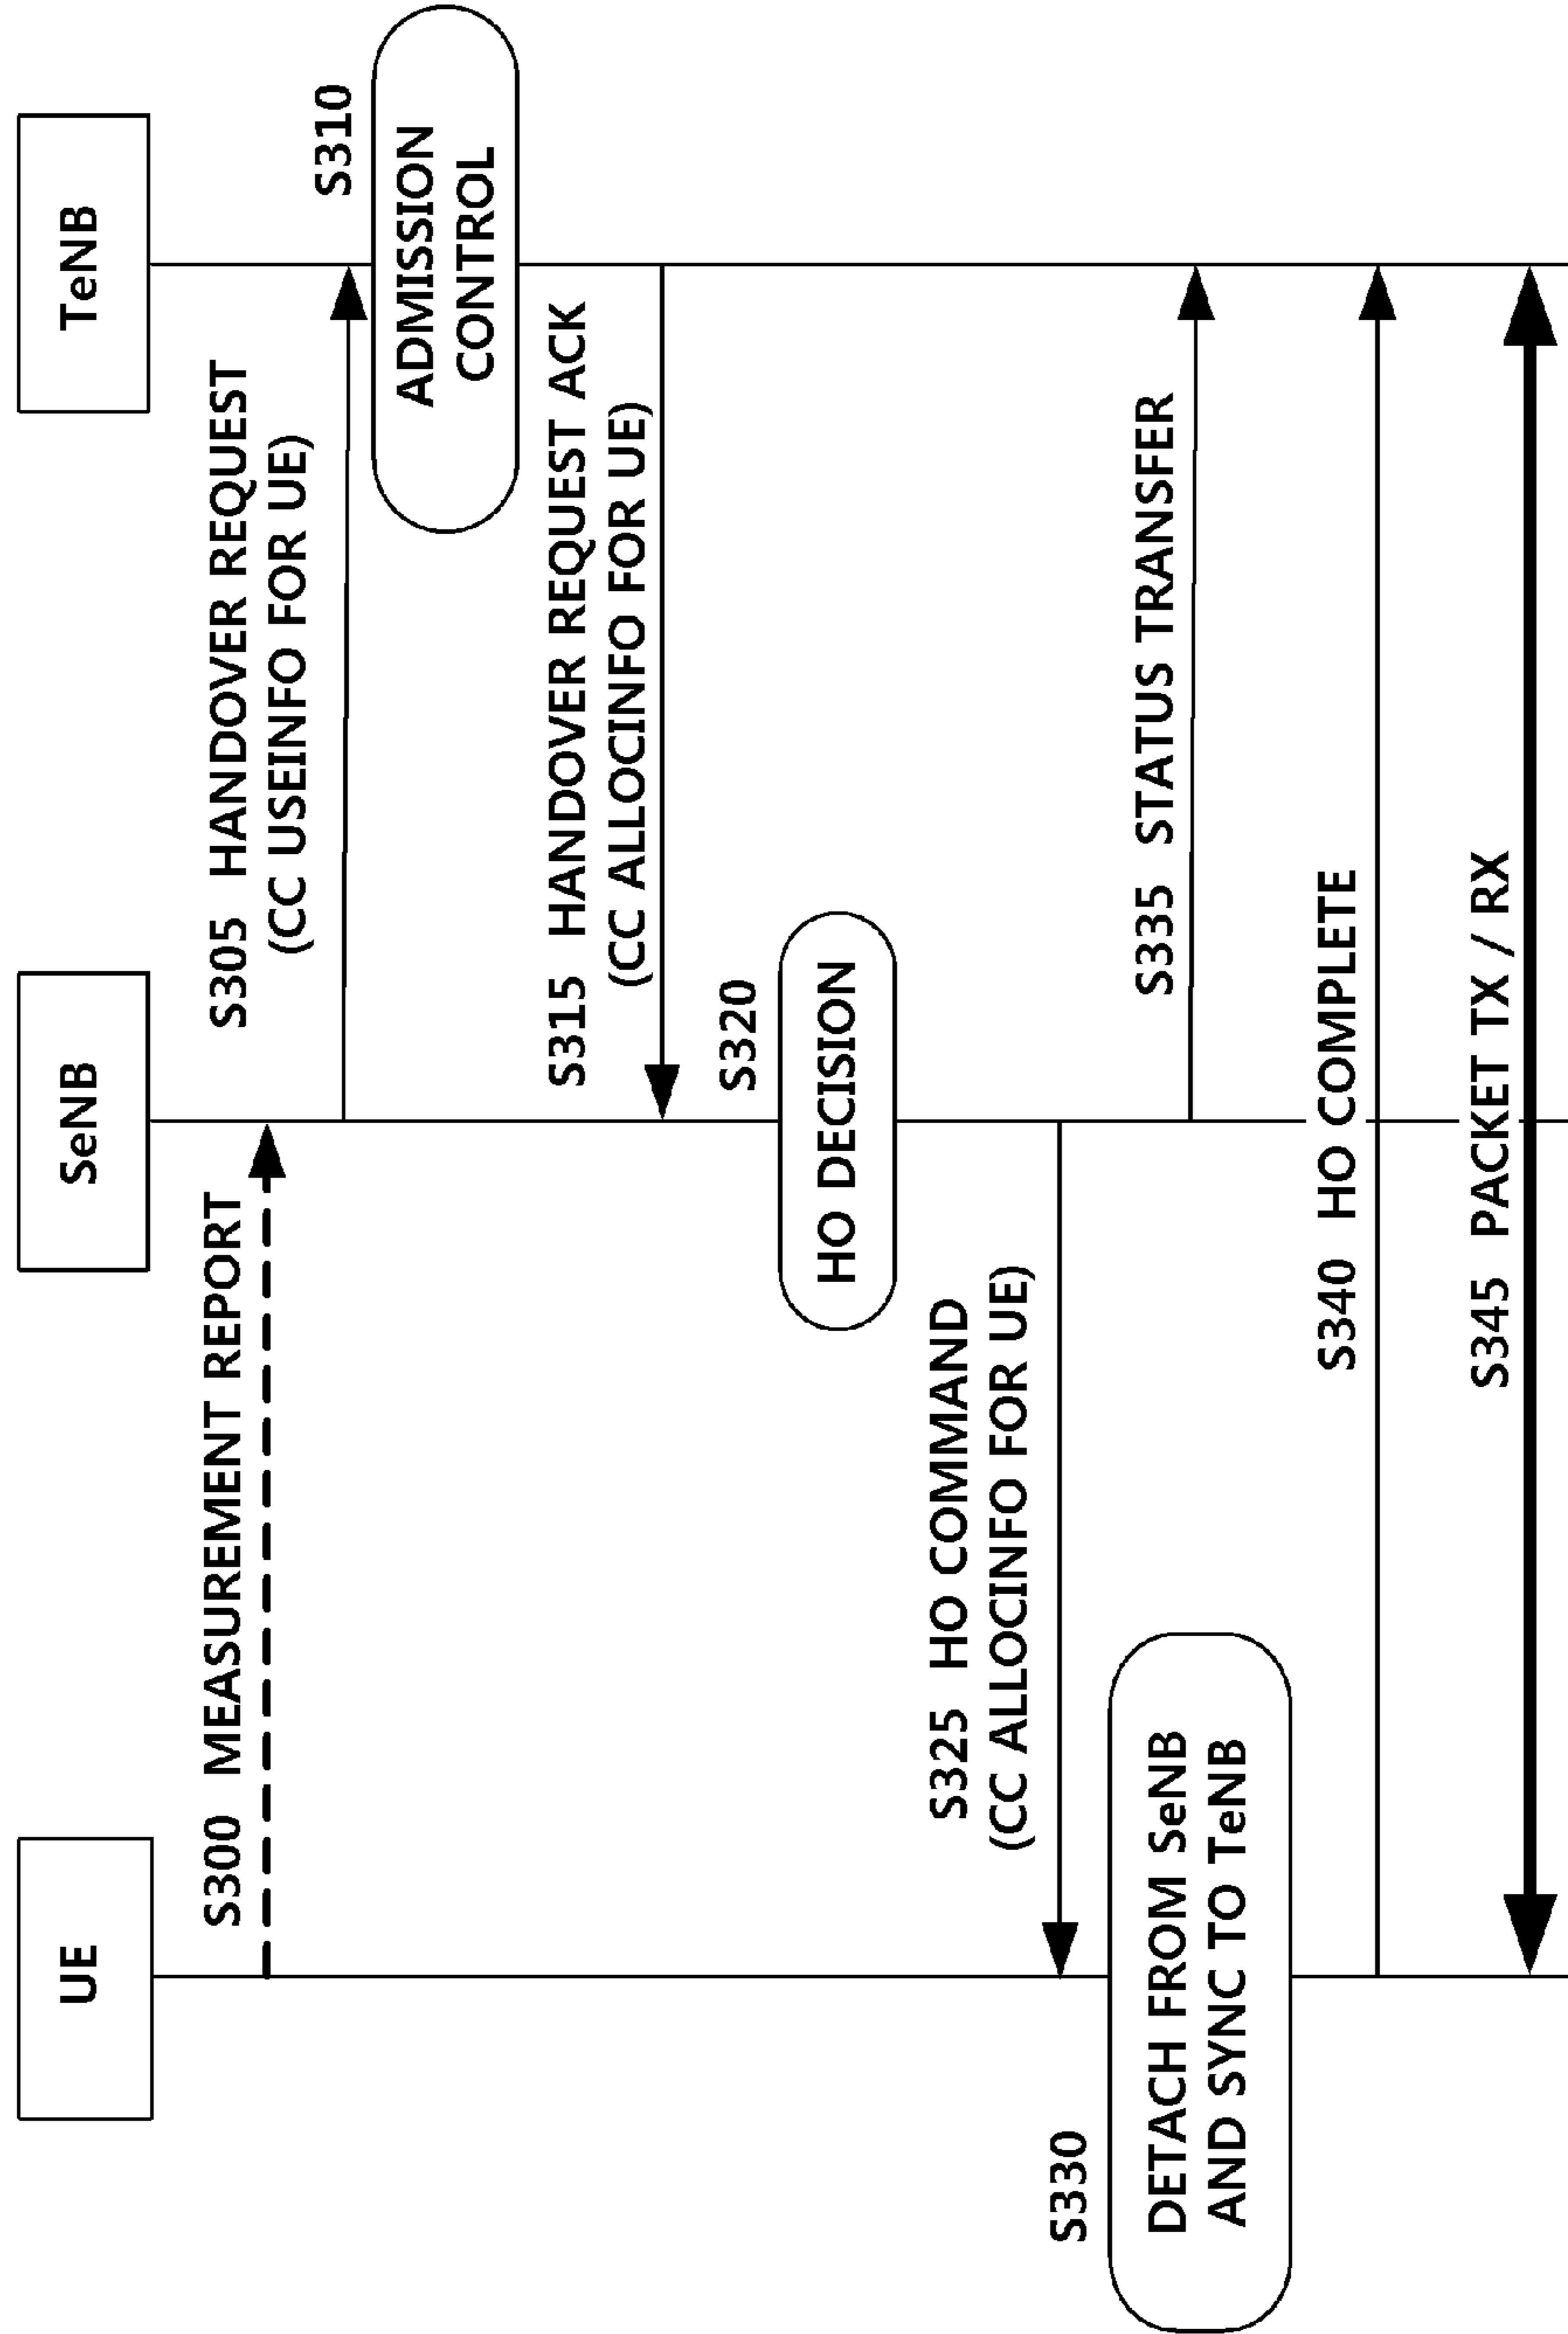 UE
SeNB
TeNB
S300 MEASUREMENT REPORT
S305 HANDOVER REQUEST
(CC USEINFO FOR UE)
S310
ADMISSION
CONTROL
S315 HANDOVER REQUEST ACK
(CC ALLOCINFO FOR UE)
S320
HO DECISION
S325 HO COMMAND
(CC ALLOCINFO FOR UE)
S330
DETACH FROM SeNB
AND SYNC TO TeNB
S335 STATUS TRANSFER
S340 HO COMPLETE
S345 PACKET TX / RX